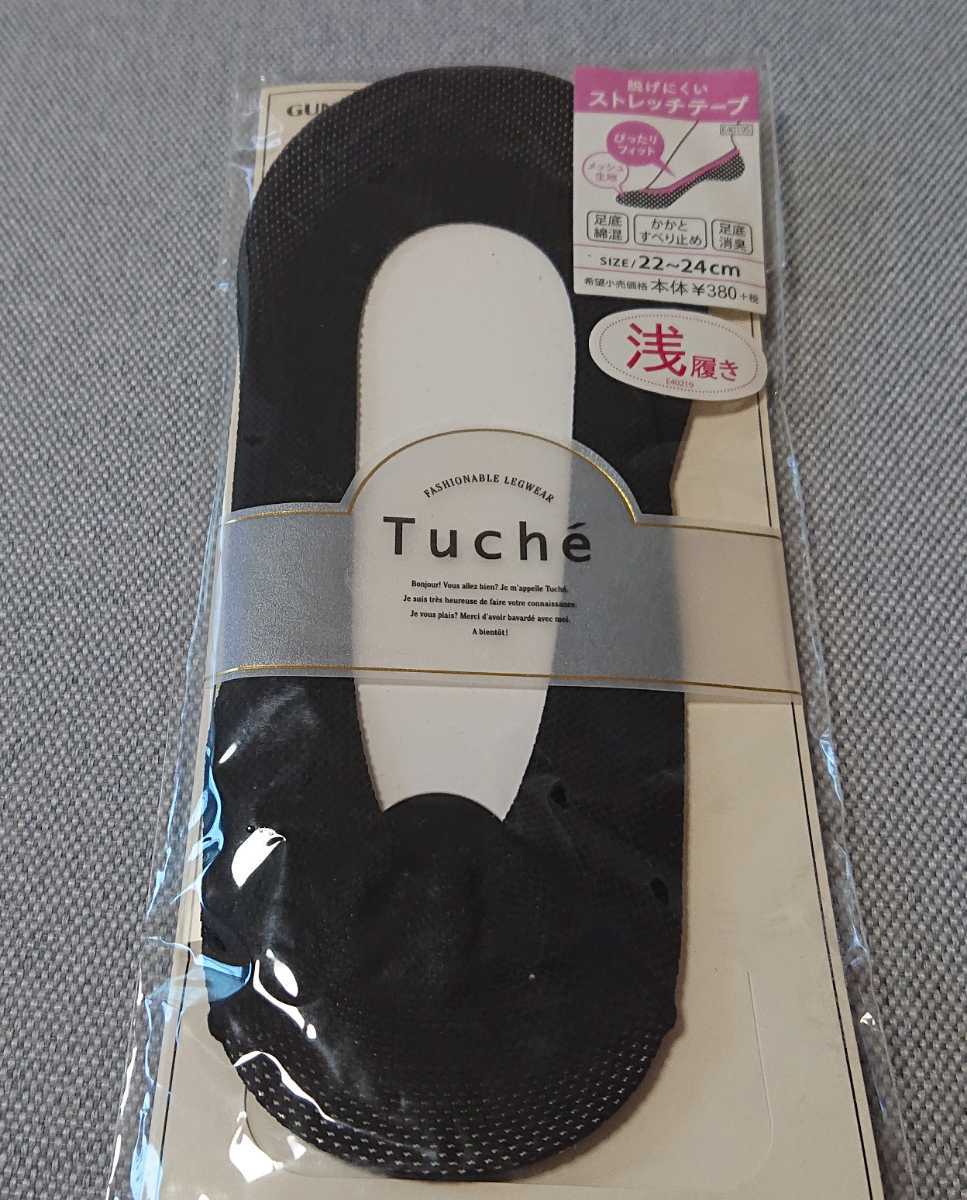 GUN
脱げにくい
ストレッチテープ
E40195
ぴったり
フィット
メッシュ
生地
足底
綿混
かかと
すべり止め
足底
消臭
SIZE/22~24cm
希望小売価格 本体¥380+税
浅履き
E40219
FASHIONABLE LEGWEAR
Tuché
Bonjour! Vous allez bien? Je m'appelle Tuché.
Je suis très heureuse de faire votre connaissance.
Je vous plais? Merci d'avoir bavardé avec moi.
A bientôt!